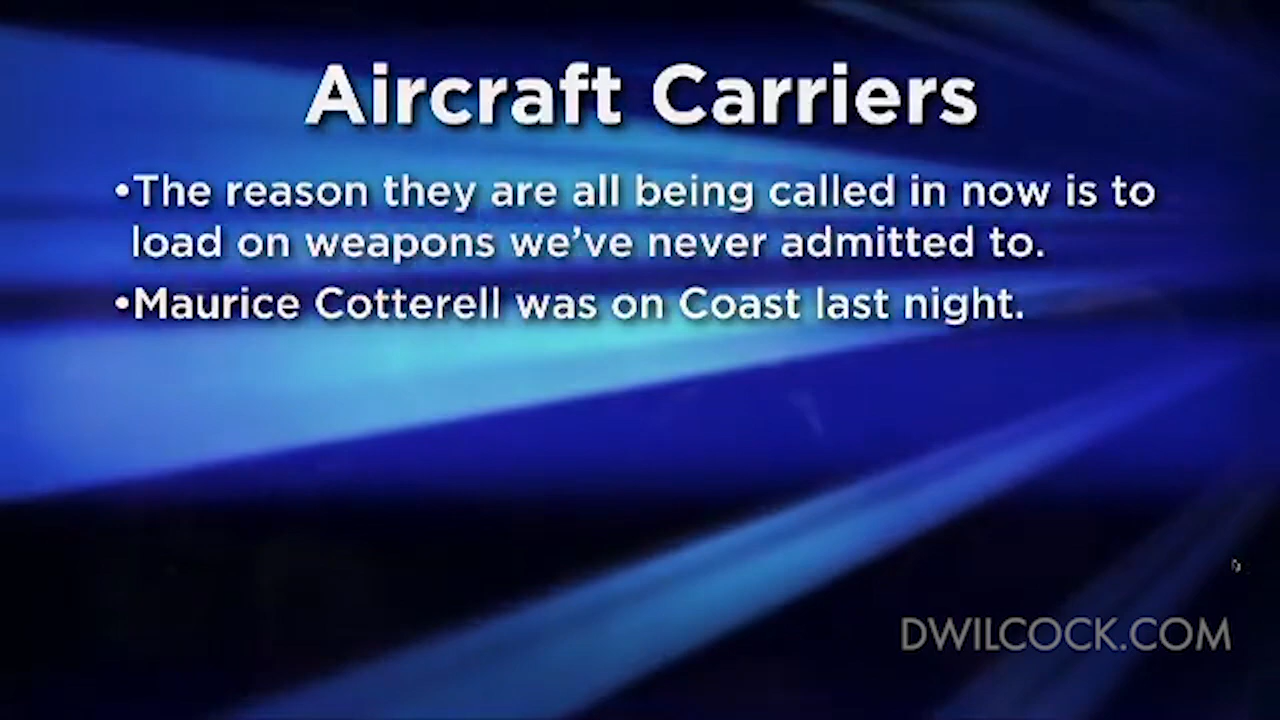 Aircraft Carriers
•The reason they are all being called in now is to
load on weapons we’ve never admitted to.
•Maurice Cotterell was on Coast last night.
DWILCOCK.COM